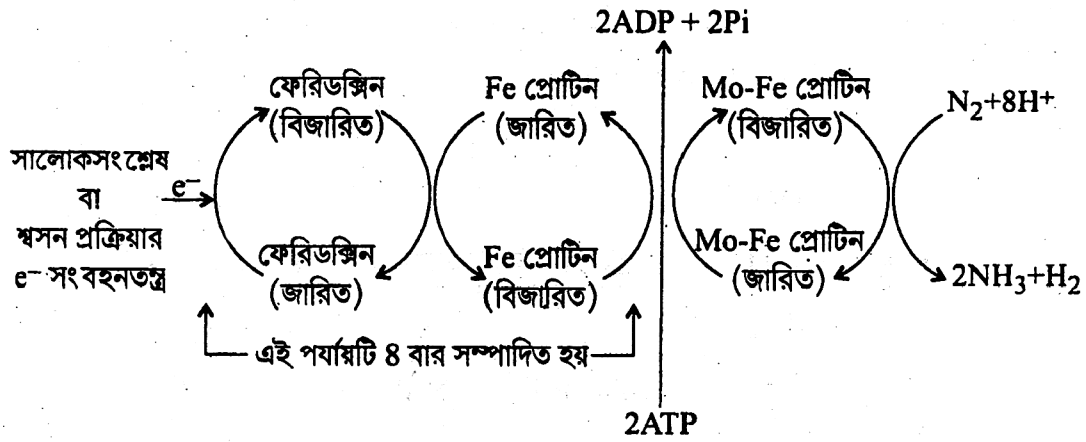 2ADP + 2Pi
ফেরিডক্সিন
(বিজারিত)
Fe প্রোটিন
(জারিত)
Mo-Fe প্রোটিন
(বিজারিত)
N₂+8H⁺
সালোকসংশ্লেষ
বা
শ্বসন প্রক্রিয়ার
e⁻ সংবহনতন্ত্র
e⁻
ফেরিডক্সিন
(জারিত)
Fe প্রোটিন
(বিজারিত)
Mo-Fe প্রোটিন
(জারিত)
2NH₃+H₂
এই পর্যায়টি 8 বার সম্পাদিত হয়
2ATP